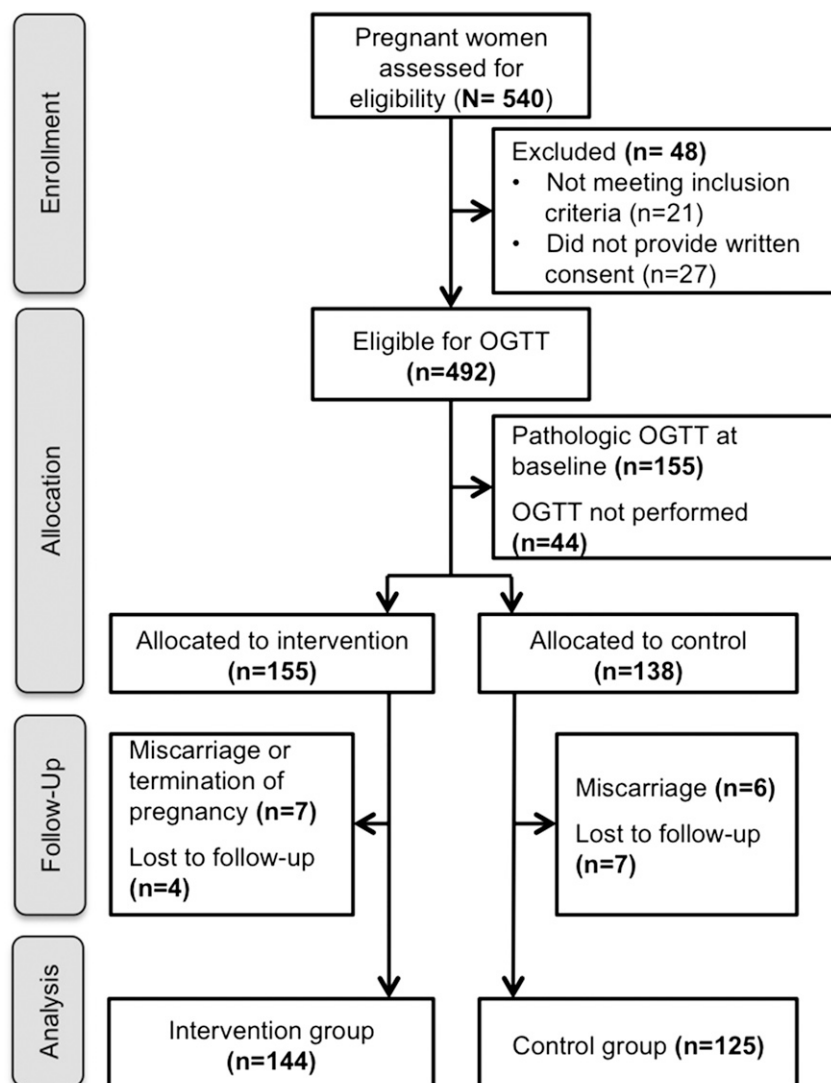 Enrollment
Pregnant women
assessed for
eligibility (N= 540)
Excluded (n= 48)
• Not meeting inclusion
criteria (n=21)
• Did not provide written
consent (n=27)
Allocation
Eligible for OGTT
(n=492)
Pathologic OGTT at
baseline (n=155)
OGTT not performed
(n=44)
Allocated to intervention
(n=155)
Allocated to control
(n=138)
Follow-Up
Miscarriage or
termination of
pregnancy (n=7)
Lost to follow-up
(n=4)
Miscarriage (n=6)
Lost to follow-up
(n=7)
Analysis
Intervention group
(n=144)
Control group (n=125)